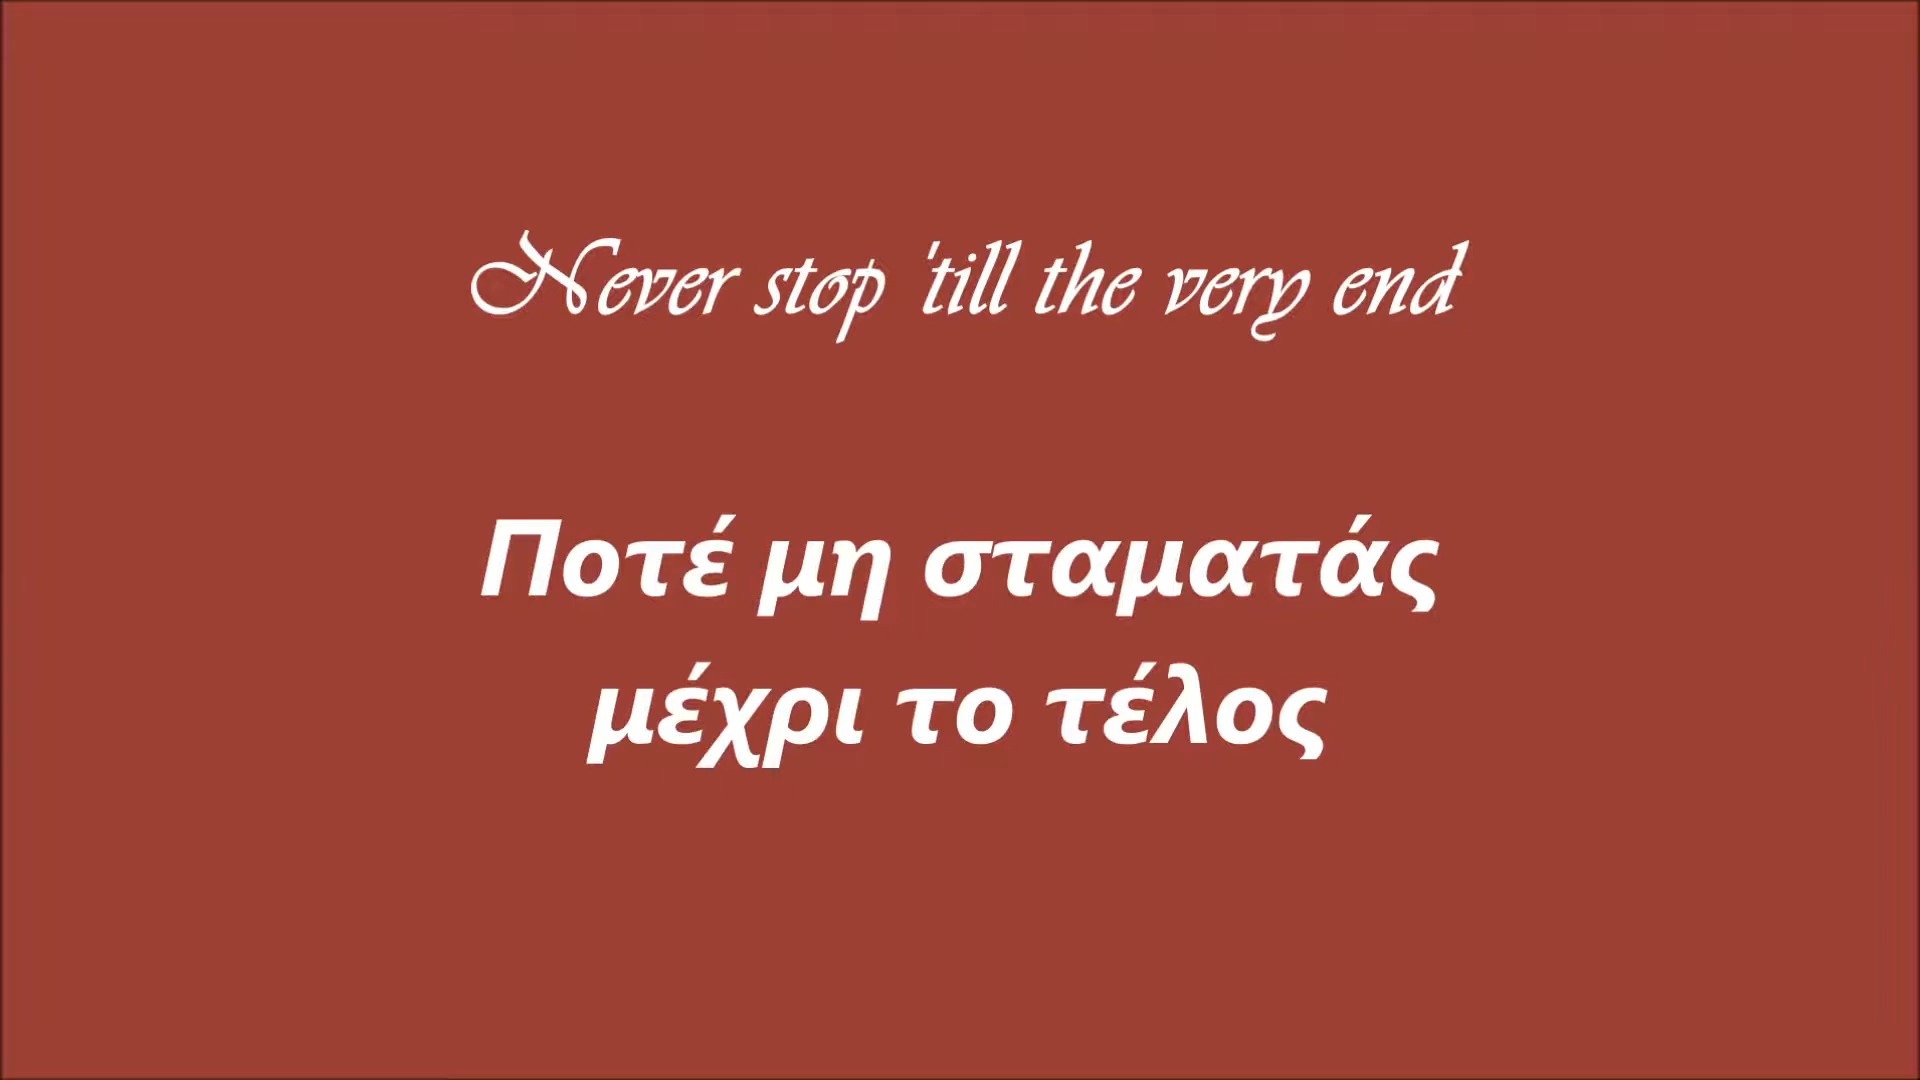 Never stop 'till the very end
Ποτέ μη σταματάς
μέχρι το τέλος